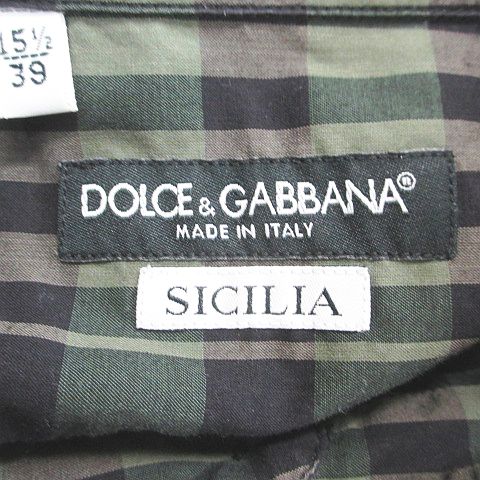 15½
39
DOLCE & GABBANA®
MADE IN ITALY
SICILIA